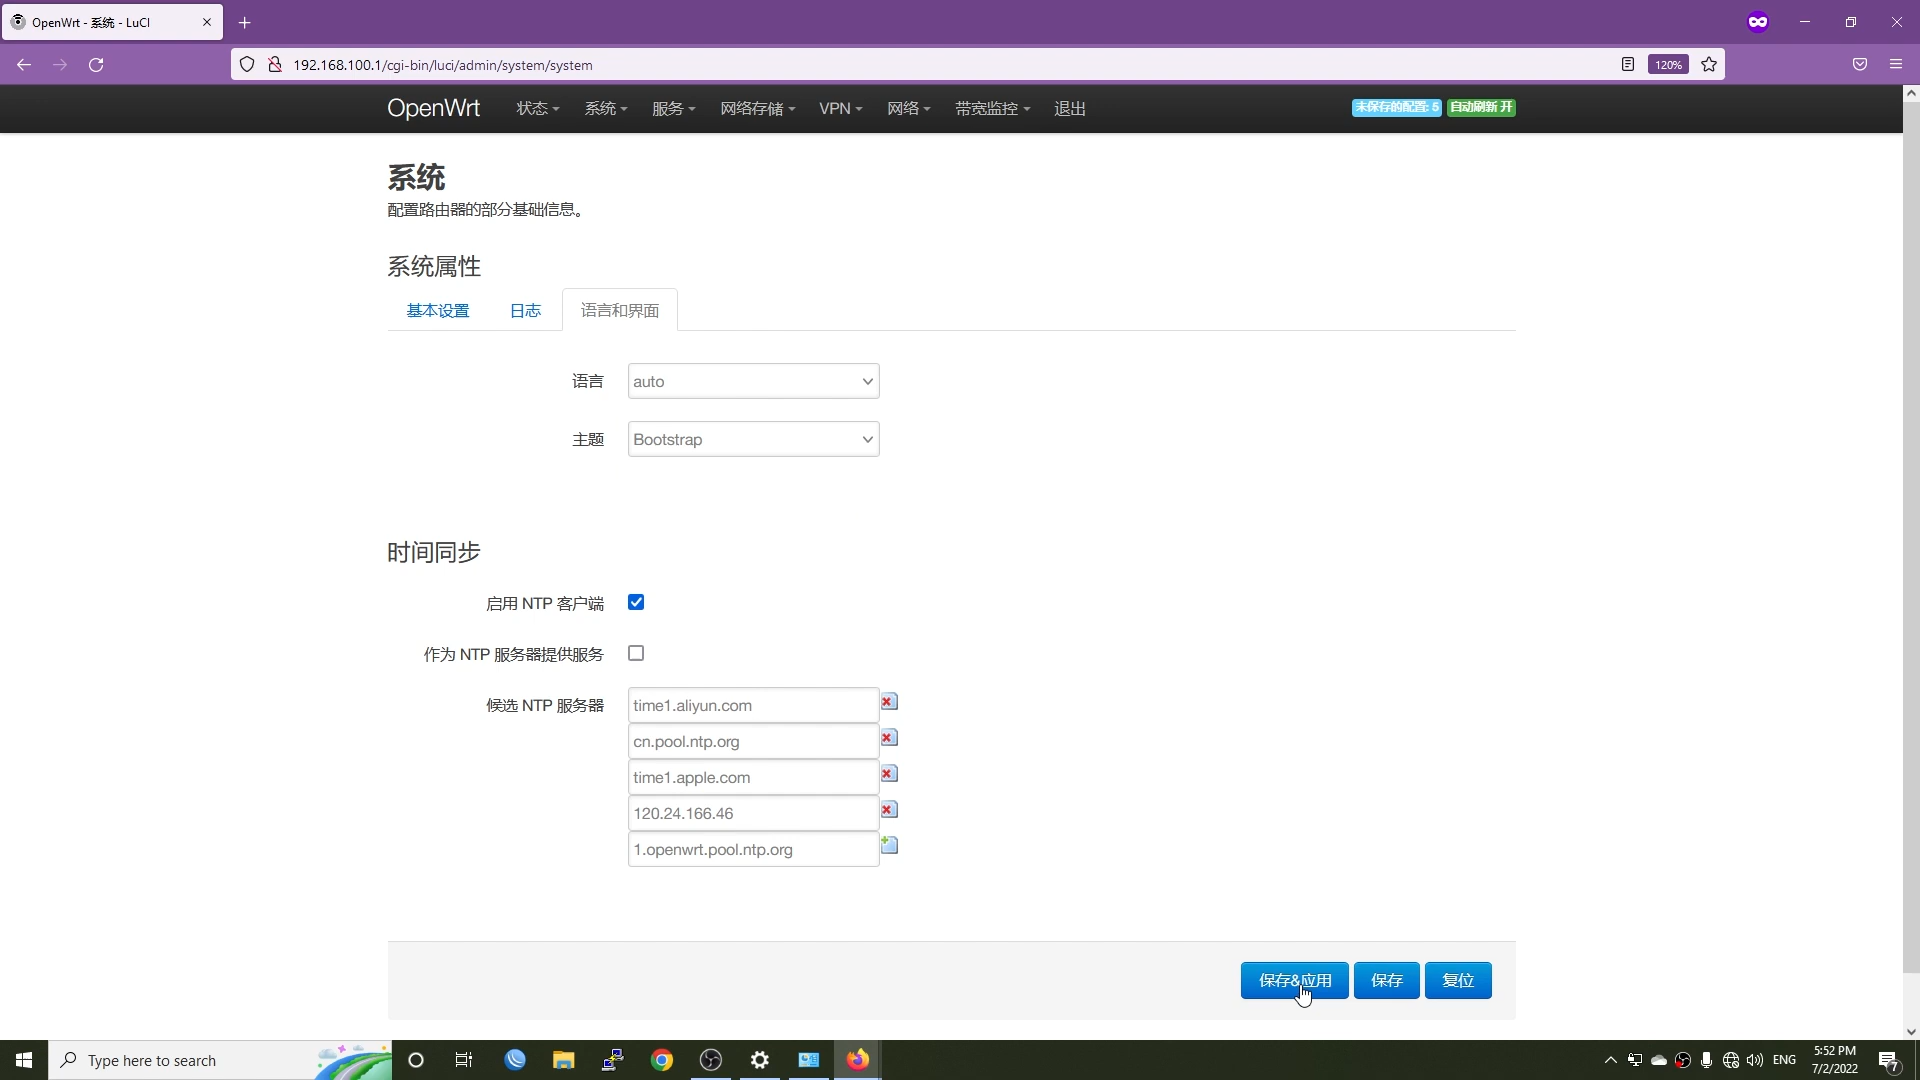 OpenWrt - 系统 - LuCI
192.168.100.1/cgi-bin/luci/admin/system/system
120%
OpenWrt 状态 系统 服务 网络存储 VPN 网络 带宽监控 退出 未保存的配置: 5 自动刷新 开
系统
配置路由器的部分基础信息。
系统属性
基本设置 日志 语言和界面
语言 auto
主题 Bootstrap
时间同步
启用 NTP 客户端
作为 NTP 服务器提供服务
候选 NTP 服务器 time1.aliyun.com
cn.pool.ntp.org
time1.apple.com
120.24.166.46
1.openwrt.pool.ntp.org
保存&应用 保存 复位
Type here to search
ENG
5:52 PM
7/2/2022
7